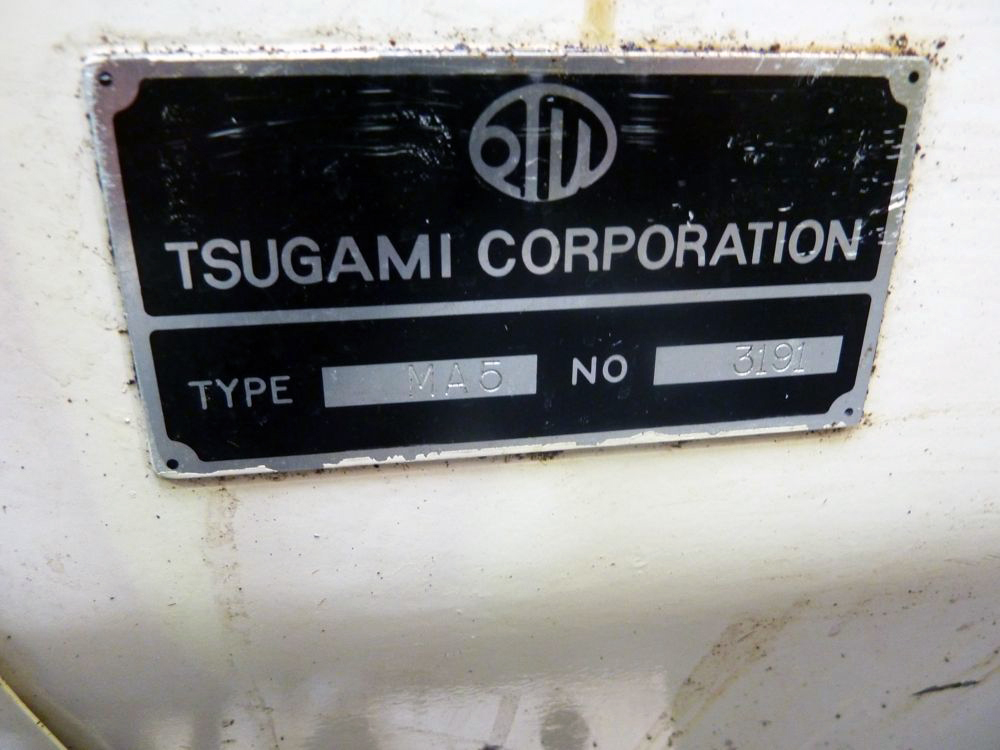 TSUGAMI CORPORATION
TYPE MA5 NO 3191